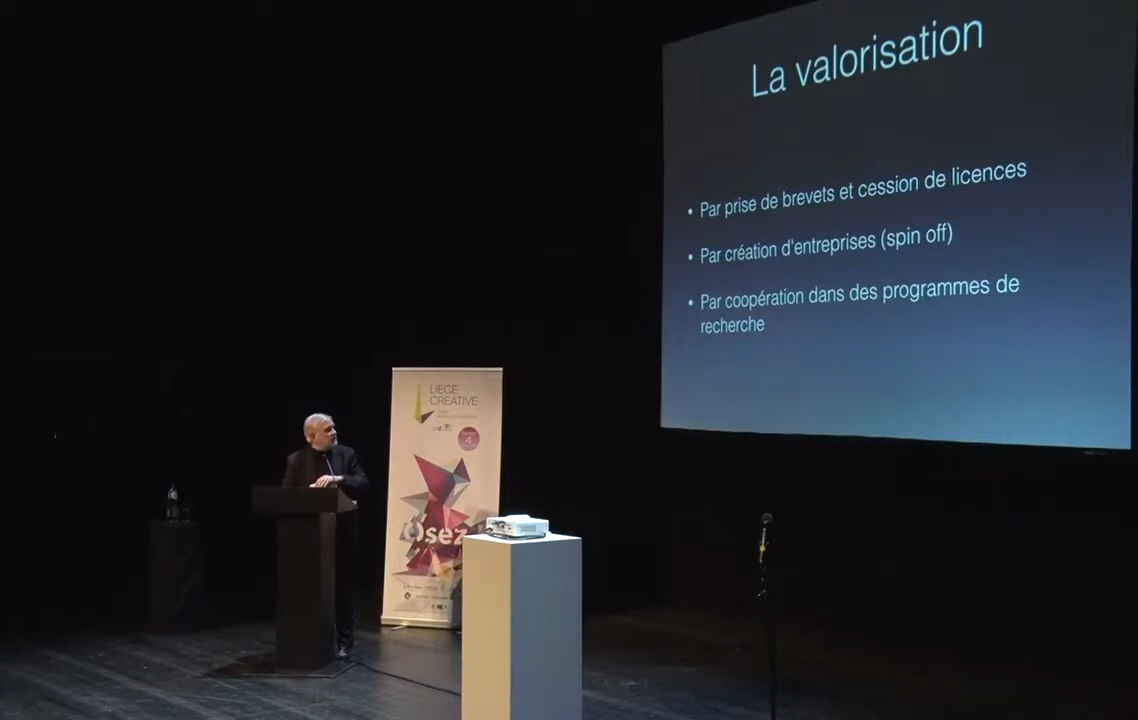 La valorisation
• Par prise de brevets et cession de licences
• Par création d'entreprises (spin off)
• Par coopération dans des programmes de
recherche
LIEGE
CREATIVE
4
Osez